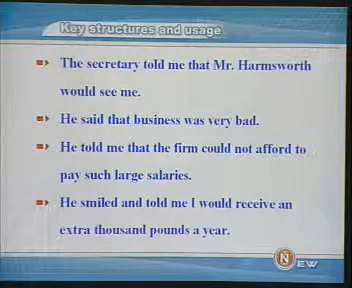 Key structures and usage
The secretary told me that Mr. Harmsworth
would see me.
He said that business was very bad.
He told me that the firm could not afford to
pay such large salaries.
He smiled and told me I would receive an
extra thousand pounds a year.
NEW